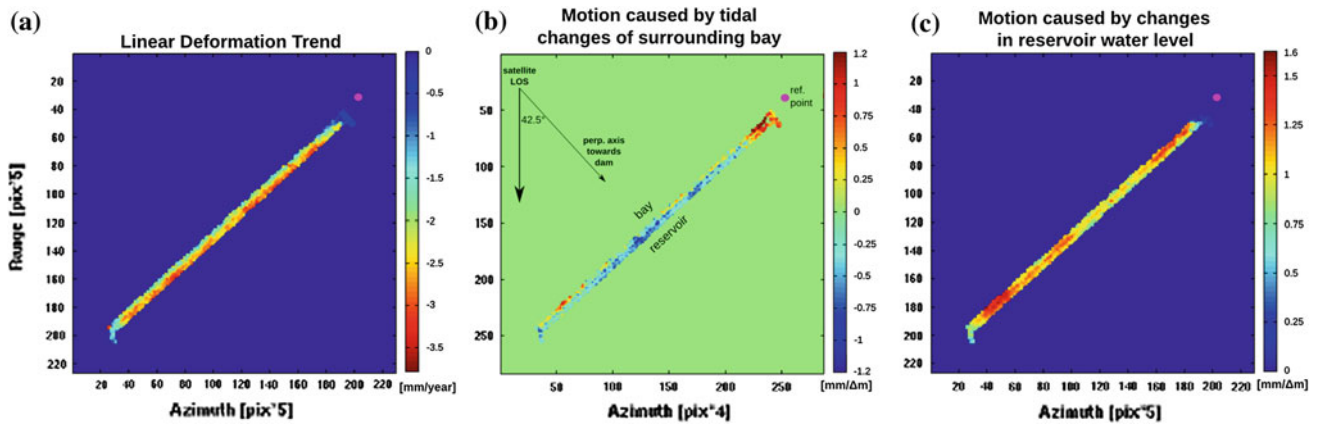 (a)
Linear Deformation Trend
20
40
60
80
100
120
140
160
180
200
220
Range [pix*5]
20 40 60 80 100 120 140 160 180 200 220
Azimuth [pix*5]
0
-0.5
-1
-1.5
-2
-2.5
-3
-3.5
[mm/year]
(b)
Motion caused by tidal
changes of surrounding bay
satellite
LOS
42.5°
perp. axis
towards
dam
ref.
point
bay
reservoir
50
100
150
200
250
50 100 150 200 250
Azimuth [pix*4]
1.2
1
0.75
0.5
0.25
0
-0.25
-0.5
-0.75
-1
-1.2
[mm/Δm]
(c)
Motion caused by changes
in reservoir water level
20
40
60
80
100
120
140
160
180
200
220
20 40 60 80 100 120 140 160 180 200 220
Azimuth [pix*5]
1.6
1.5
1.25
1
0.75
0.5
0.25
0
[mm/Δm]